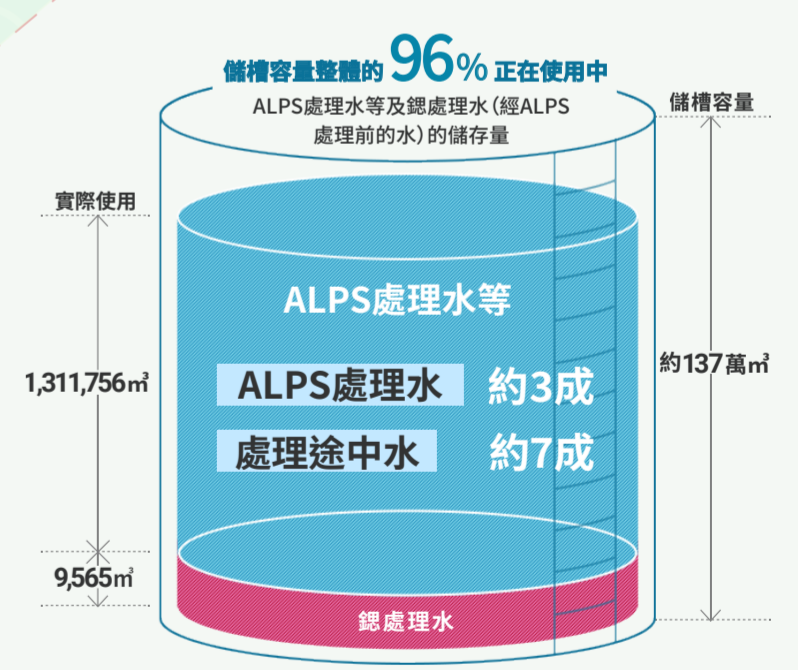 儲槽容量整體的96%正在使用中
ALPS處理水等及鍶處理水(經ALPS
處理前的水)的儲存量
儲槽容量
實際使用
ALPS處理水等
1,311,756㎥
ALPS處理水 約3成
約137萬㎥
處理途中水 約7成
9,565㎥
鍶處理水